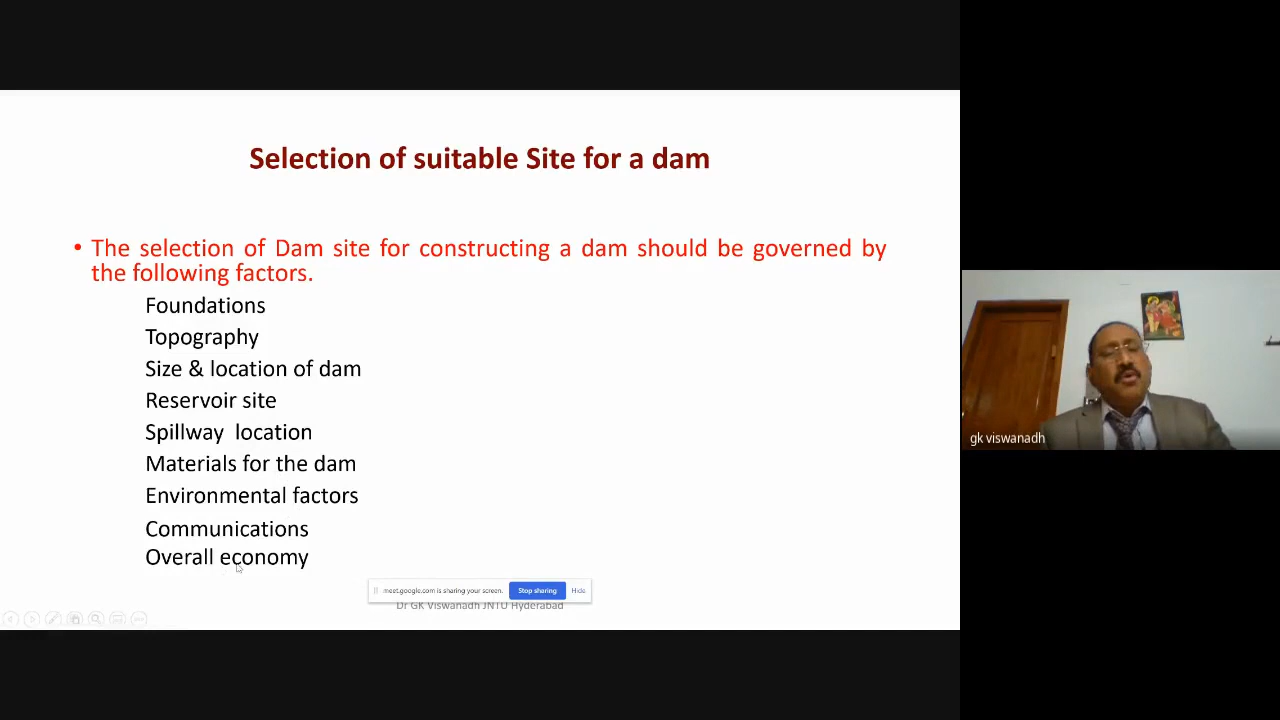 Selection of suitable Site for a dam
• The selection of Dam site for constructing a dam should be governed by
the following factors.
Foundations
Topography
Size & location of dam
Reservoir site
Spillway location
Materials for the dam
Environmental factors
Communications
Overall economy
meet.google.com is sharing your screen. Stop sharing Hide
Dr GK Viswanadh JNTU Hyderabad
gk viswanadh